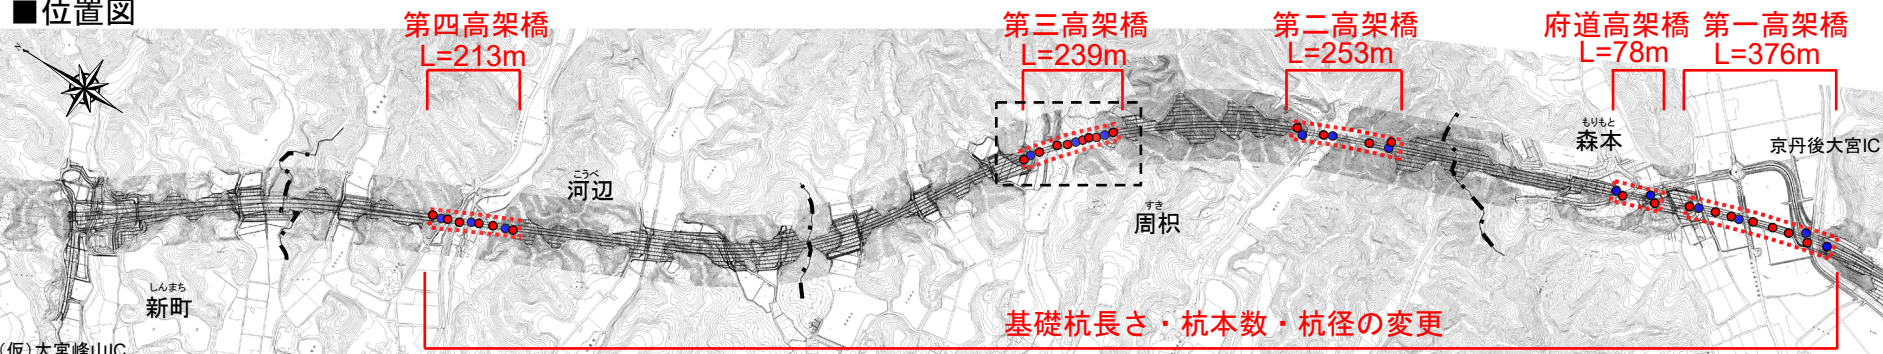 ■位置図
第四高架橋
L=213m
第三高架橋
L=239m
第二高架橋
L=253m
府道高架橋
L=78m
第一高架橋
L=376m
もりもと
森本
京丹後大宮IC
こうべ
河辺
すき
周枳
しんまち
新町
基礎杭長さ・杭本数・杭径の変更
(仮)大宮峰山IC